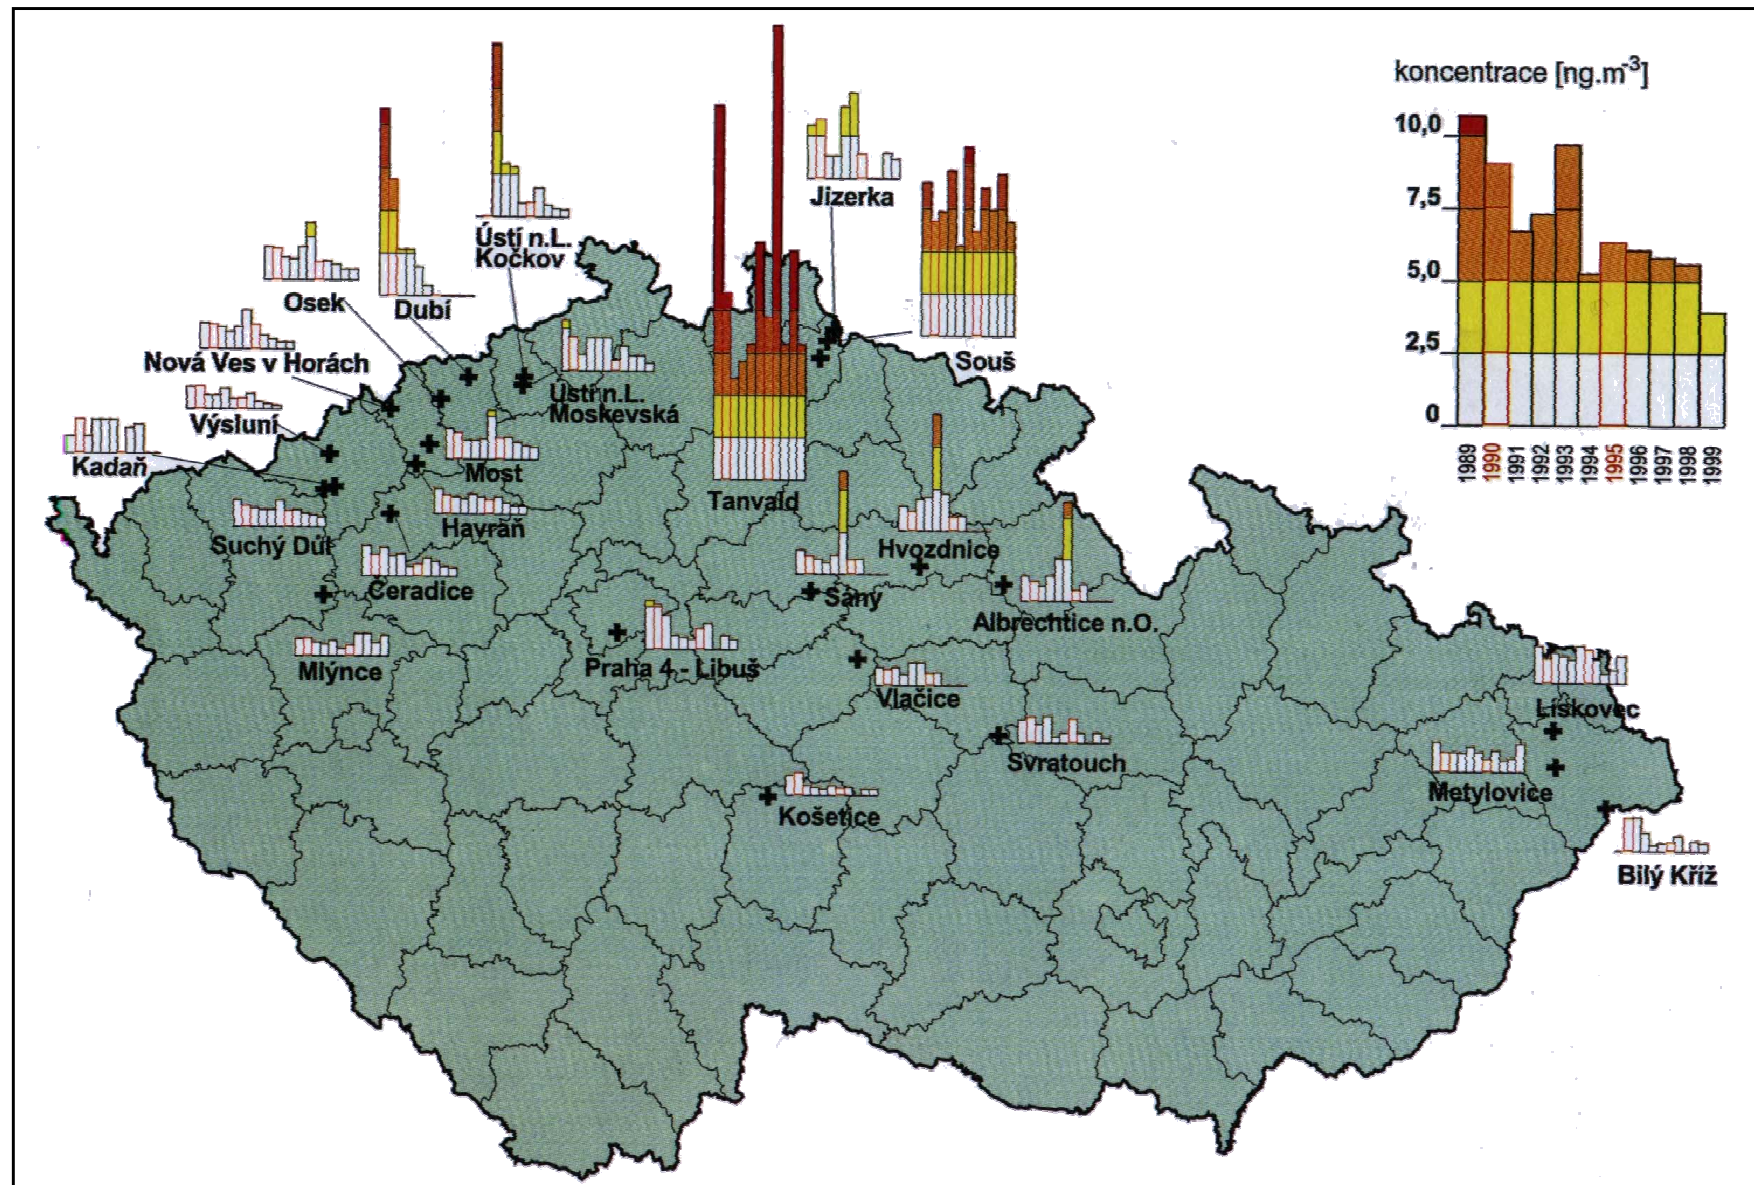 koncentrace [ng.m-3]
10,0
7,5
5,0
2,5
0
1989
1990
1991
1992
1993
1994
1995
1996
1997
1998
1999
Jizerka
Ústí n.L.
Kočkov
Osek
Dubí
Souš
Nová Ves v Horách
Ústí n.L.
Moskevská
Výsluní
Kadaň
Most
Tanvald
Havraň
Suchý Důl
Hvozdnice
Čeradice
Sány
Albrechtice n.O.
Mlýnce
Praha 4 - Libuš
Vlačice
Lískovec
Svratouch
Metylovice
Košetice
Bílý Kříž